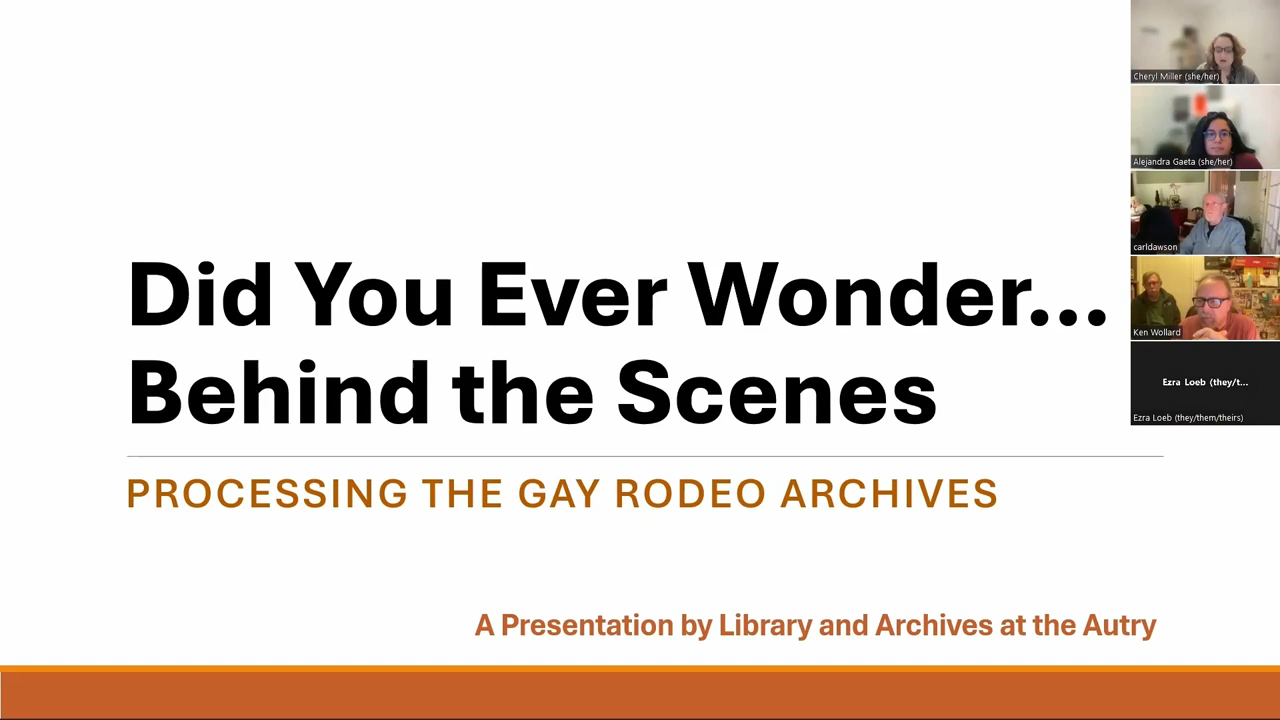 Did You Ever Wonder...
Behind the Scenes
PROCESSING THE GAY RODEO ARCHIVES
A Presentation by Library and Archives at the Autry
Cheryl Miller (she/her)
Alejandra Gaeta (she/her)
carldawson
Ken Wollard
Ezra Loeb (they/t...
Ezra Loeb (they/them/theirs)